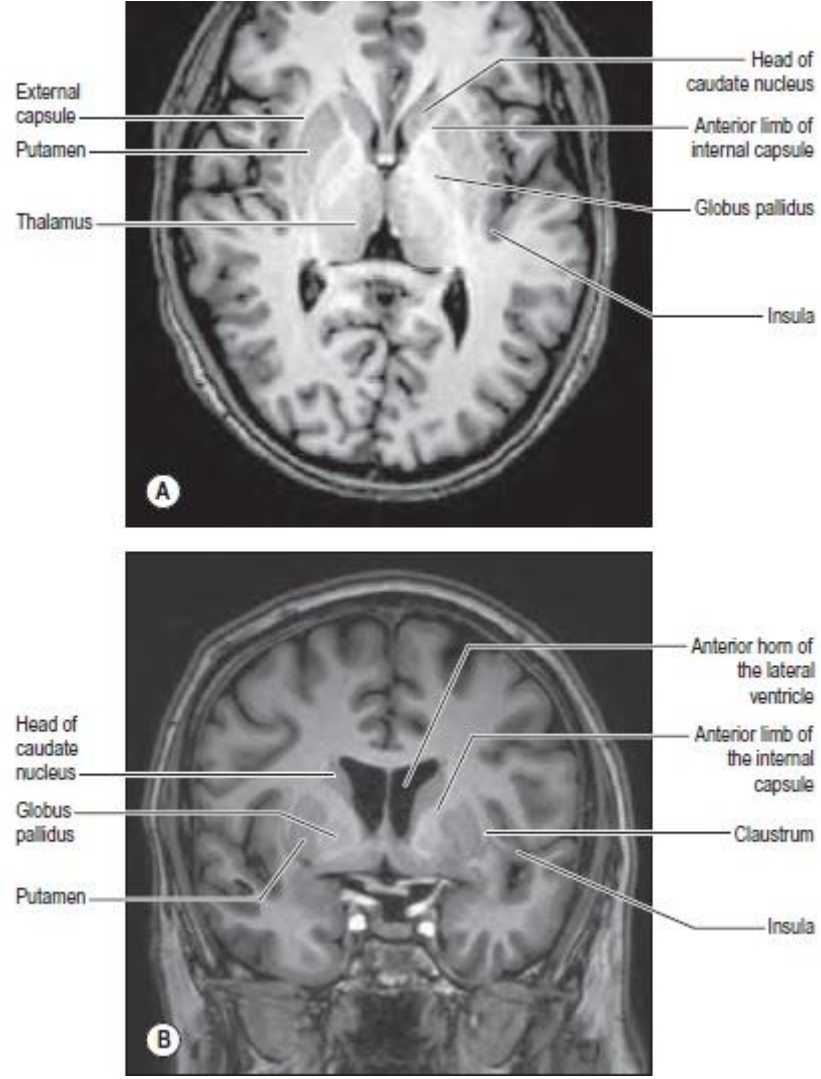 External
capsule
Putamen
Thalamus
Head of
caudate nucleus
Anterior limb of
internal capsule
Globus pallidus
Insula
A
Head of
caudate
nucleus
Globus
pallidus
Putamen
Anterior horn of
the lateral
ventricle
Anterior limb of
the internal
capsule
Claustrum
Insula
B